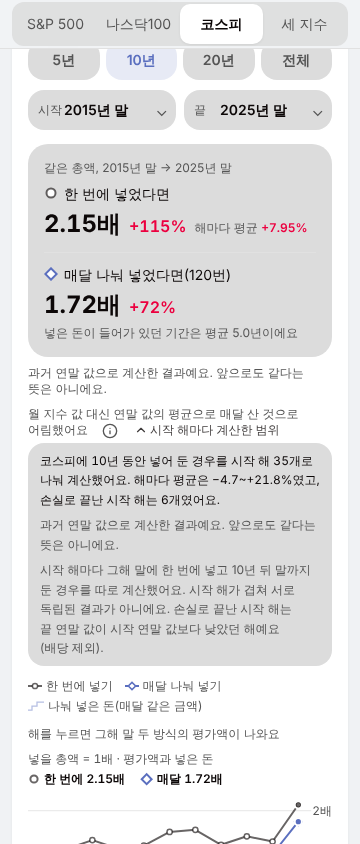 S&P 500 나스닥100 코스피 세 지수
5년 10년 20년 전체
시작 2015년 말 끝 2025년 말
같은 총액, 2015년 말 → 2025년 말
한 번에 넣었다면
2.15배 +115% 해마다 평균 +7.95%
매달 나눠 넣었다면(120번)
1.72배 +72%
넣은 돈이 들어가 있던 기간은 평균 5.0년이에요
과거 연말 값으로 계산한 결과예요. 앞으로도 같다는
뜻은 아니에요.
월 지수 값 대신 연말 값의 평균으로 매달 산 것으로
어림했어요 시작 해마다 계산한 범위
코스피에 10년 동안 넣어 둔 경우를 시작 해 35개로
나눠 계산했어요. 해마다 평균은 −4.7~+21.8%였고,
손실로 끝난 시작 해는 6개였어요.
과거 연말 값으로 계산한 결과예요. 앞으로도 같다는
뜻은 아니에요.
시작 해마다 그해 말에 한 번에 넣고 10년 뒤 말까지
둔 경우를 따로 계산했어요. 시작 해가 겹쳐 서로
독립된 결과가 아니에요. 손실로 끝난 시작 해는
끝 연말 값이 시작 연말 값보다 낮았던 해예요
(배당 제외).
한 번에 넣기 매달 나눠 넣기
나눠 넣은 돈(매달 같은 금액)
해를 누르면 그해 말 두 방식의 평가액이 나와요
넣을 총액 = 1배 · 평가액과 넣은 돈
한 번에 2.15배 매달 1.72배
2배